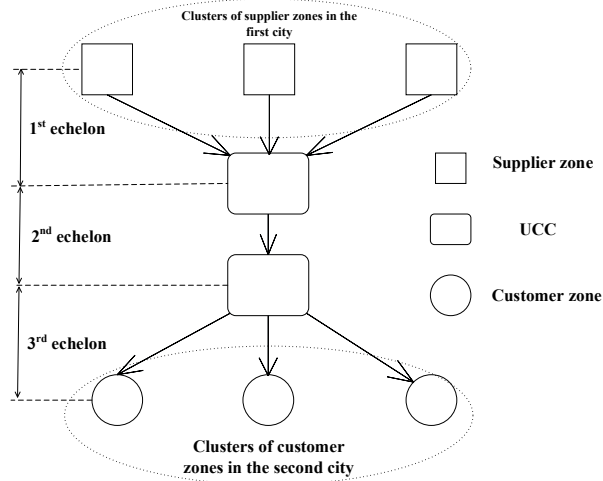 Clusters of supplier zones in the
first city
1st echelon
2nd echelon
3rd echelon
Supplier zone
UCC
Customer zone
Clusters of customer
zones in the second city